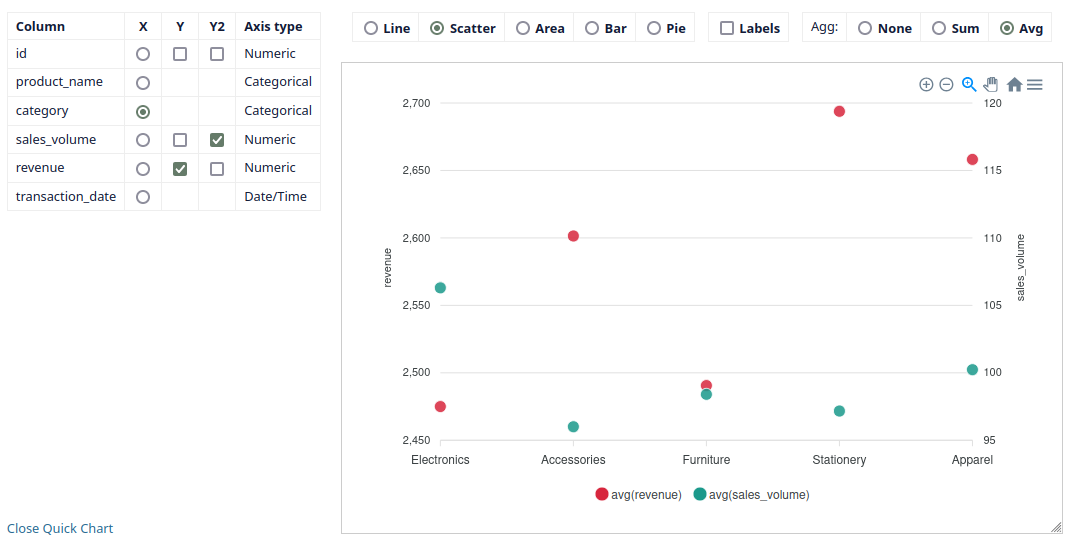 Column X Y Y2 Axis type
id Numeric
product_name Categorical
category Categorical
sales_volume Numeric
revenue Numeric
transaction_date Date/Time
Close Quick Chart
Line Scatter Area Bar Pie Labels Agg: None Sum Avg
2,700 120
2,650 115
2,600 110
2,550 105
2,500 100
2,450 95
revenue
sales_volume
Electronics Accessories Furniture Stationery Apparel
avg(revenue) avg(sales_volume)